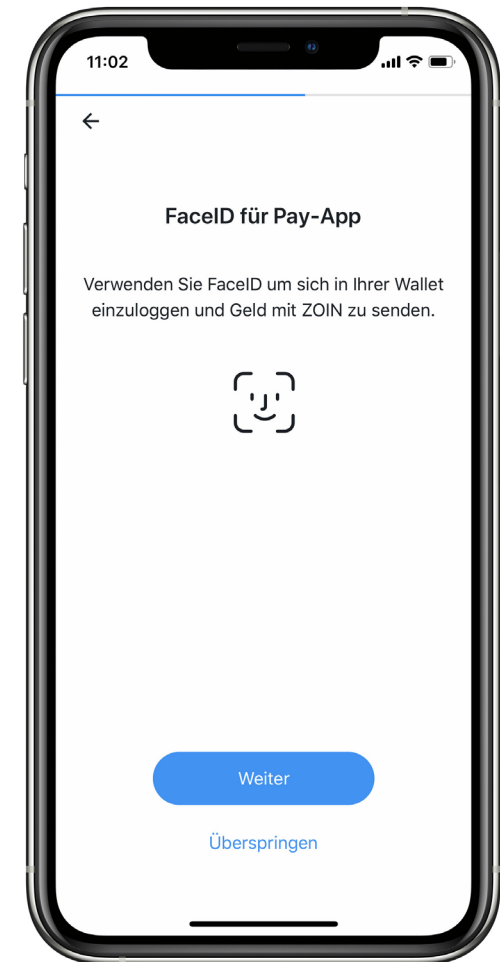 11:02
FaceID für Pay-App
Verwenden Sie FaceID um sich in Ihrer Wallet
einzuloggen und Geld mit ZOIN zu senden.
Weiter
Überspringen